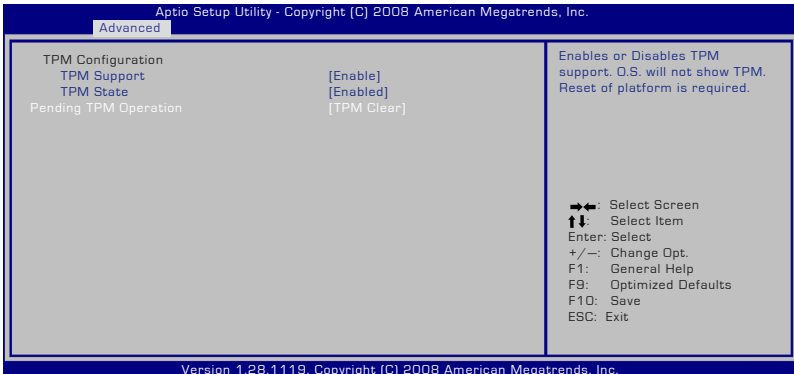 Aptio Setup Utility - Copyright (C) 2008 American Megatrends, Inc.
Advanced
TPM Configuration
TPM Support [Enable]
TPM State [Enabled]
Pending TPM Operation [TPM Clear]
Enables or Disables TPM
support. O.S. will not show TPM.
Reset of platform is required.
→←: Select Screen
↑↓: Select Item
Enter: Select
+/—: Change Opt.
F1: General Help
F9: Optimized Defaults
F10: Save
ESC: Exit
Version 1.28.1119. Copyright (C) 2008 American Megatrends, Inc.